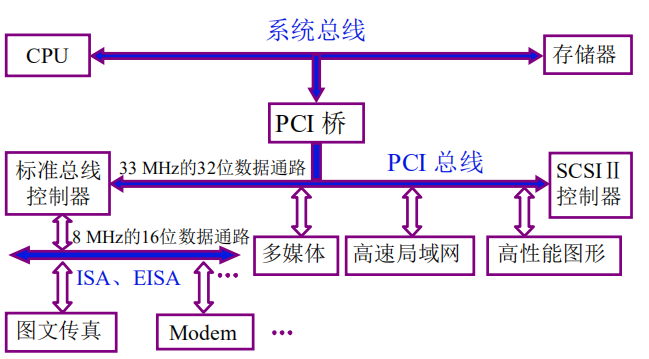 系统总线
CPU
存储器
PCI 桥
PCI 总线
标准总线
控制器
33 MHz的32位数据通路
SCSIⅡ
控制器
8 MHz的16位数据通路
多媒体
高速局域网
高性能图形
ISA、EISA
…
图文传真
Modem
…